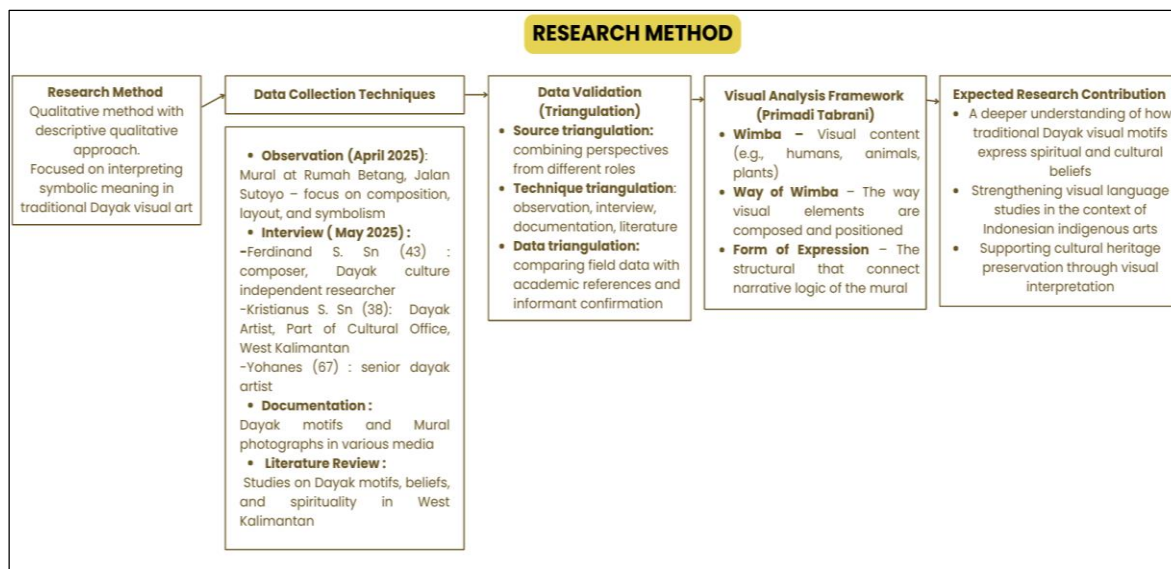 RESEARCH METHOD
Research Method
Qualitative method with
descriptive qualitative
approach.
Focused on interpreting
symbolic meaning in
traditional Dayak visual art
Data Collection Techniques
• Observation (April 2025):
Mural at Rumah Betang, Jalan
Sutoyo – focus on composition,
layout, and symbolism
• Interview ( May 2025) :
-Ferdinand S. Sn (43) :
composer, Dayak culture
independent researcher
-Kristianus S. Sn (38): Dayak
Artist, Part of Cultural Office,
West Kalimantan
-Yohanes (67) : senior dayak
artist
• Documentation :
Dayak motifs and Mural
photographs in various media
• Literature Review :
Studies on Dayak motifs, beliefs,
and spirituality in West
Kalimantan
Data Validation
(Triangulation)
• Source triangulation:
combining perspectives
from different roles
• Technique triangulation:
observation, interview,
documentation, literature
• Data triangulation:
comparing field data with
academic references and
informant confirmation
Visual Analysis Framework
(Primadi Tabrani)
• Wimba – Visual content
(e.g., humans, animals,
plants)
• Way of Wimba – The way
visual elements are
composed and positioned
• Form of Expression – The
structural that connect
narrative logic of the mural
Expected Research Contribution
• A deeper understanding of how
traditional Dayak visual motifs
express spiritual and cultural
beliefs
• Strengthening visual language
studies in the context of
Indonesian indigenous arts
• Supporting cultural heritage
preservation through visual
interpretation